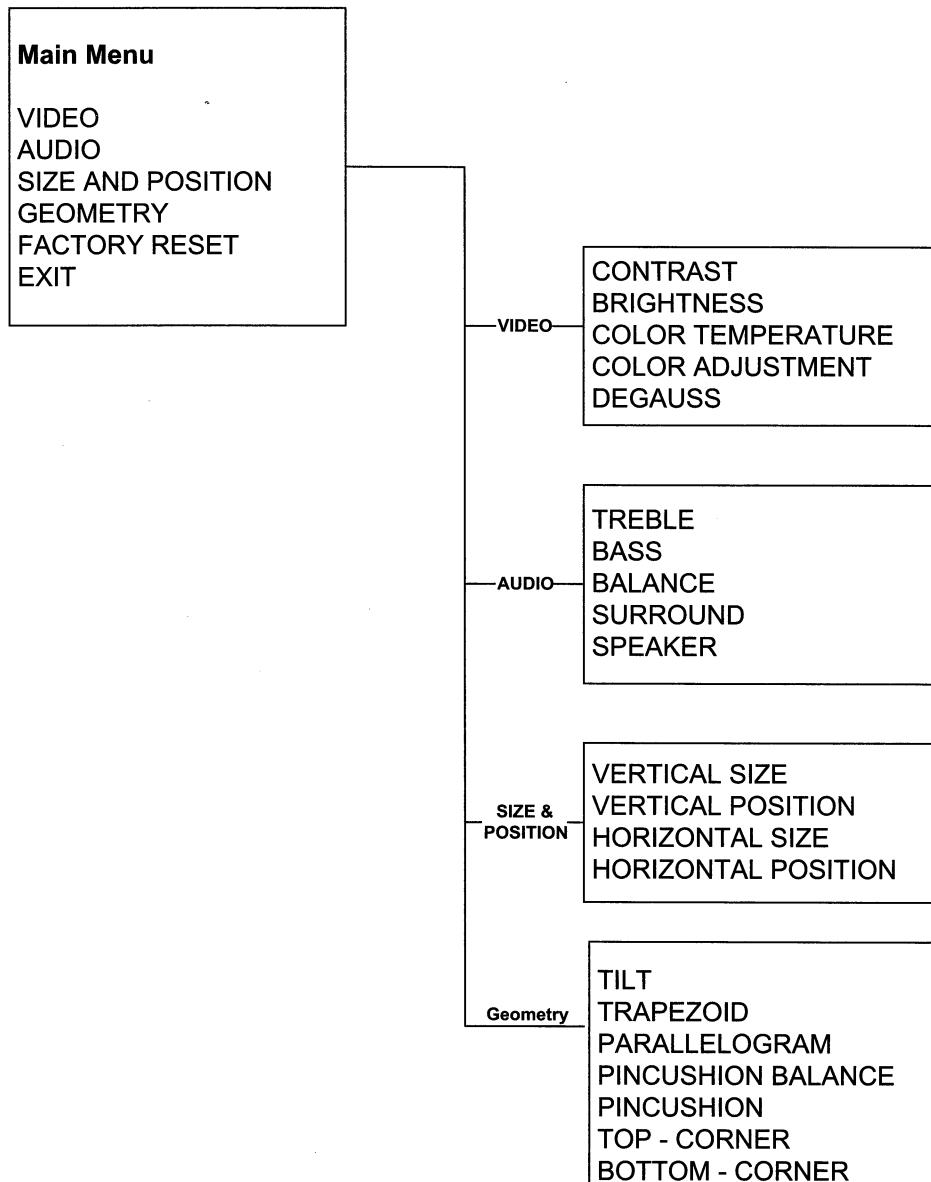 Main Menu
VIDEO
AUDIO
SIZE AND POSITION
GEOMETRY
FACTORY RESET
EXIT
VIDEO
CONTRAST
BRIGHTNESS
COLOR TEMPERATURE
COLOR ADJUSTMENT
DEGAUSS
AUDIO
TREBLE
BASS
BALANCE
SURROUND
SPEAKER
SIZE &
POSITION
VERTICAL SIZE
VERTICAL POSITION
HORIZONTAL SIZE
HORIZONTAL POSITION
Geometry
TILT
TRAPEZOID
PARALLELOGRAM
PINCUSHION BALANCE
PINCUSHION
TOP - CORNER
BOTTOM - CORNER